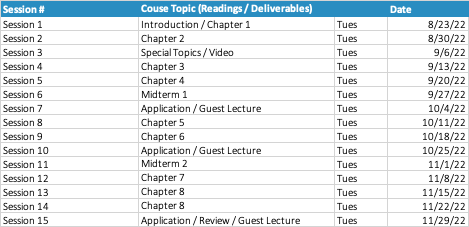 Session # Couse Topic (Readings / Deliverables) Date
Session 1 Introduction / Chapter 1 Tues 8/23/22
Session 2 Chapter 2 Tues 8/30/22
Session 3 Special Topics / Video Tues 9/6/22
Session 4 Chapter 3 Tues 9/13/22
Session 5 Chapter 4 Tues 9/20/22
Session 6 Midterm 1 Tues 9/27/22
Session 7 Application / Guest Lecture Tues 10/4/22
Session 8 Chapter 5 Tues 10/11/22
Session 9 Chapter 6 Tues 10/18/22
Session 10 Application / Guest Lecture Tues 10/25/22
Session 11 Midterm 2 Tues 11/1/22
Session 12 Chapter 7 Tues 11/8/22
Session 13 Chapter 8 Tues 11/15/22
Session 14 Chapter 8 Tues 11/22/22
Session 15 Application / Review / Guest Lecture Tues 11/29/22